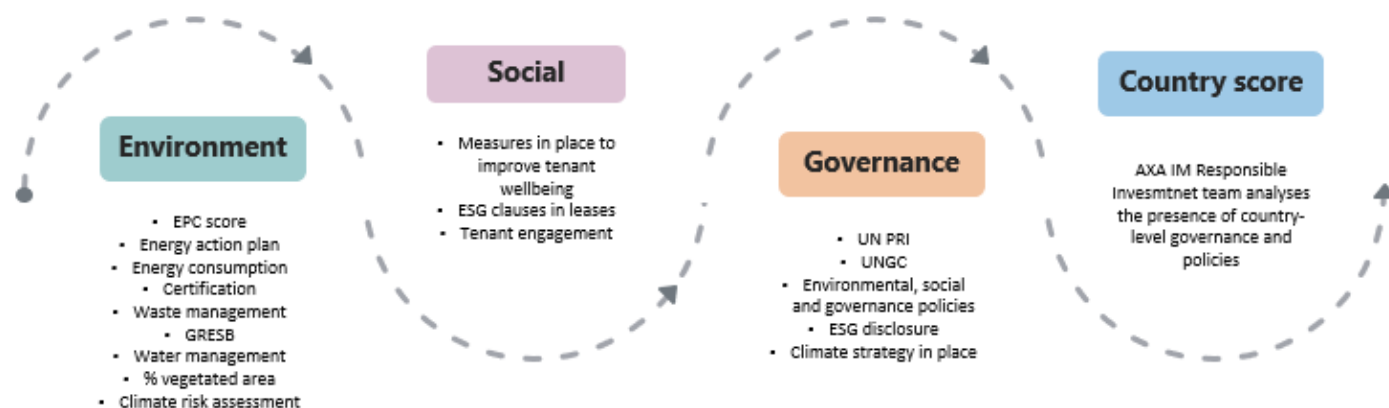 Environment
• EPC score
• Energy action plan
• Energy consumption
• Certification
• Waste management
• GRESB
• Water management
• % vegetated area
• Climate risk assessment
Social
• Measures in place to
improve tenant
wellbeing
• ESG clauses in leases
• Tenant engagement
Governance
• UN PRI
• UNGC
• Environmental, social
and governance policies
• ESG disclosure
• Climate strategy in place
Country score
AXA IM Responsible
Invesmtnet team analyses
the presence of country-
level governance and
policies